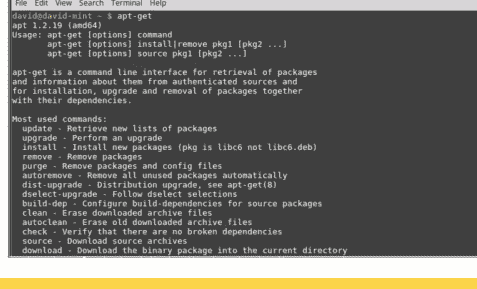 File Edit View Search Terminal Help
david@david-mint ~ $ apt-get
apt 1.2.19 (amd64)
Usage: apt-get [options] command
apt-get [options] install|remove pkg1 [pkg2 ...]
apt-get [options] source pkg1 [pkg2 ...]
apt-get is a command line interface for retrieval of packages
and information about them from authenticated sources and
for installation, upgrade and removal of packages together
with their dependencies.
Most used commands:
update - Retrieve new lists of packages
upgrade - Perform an upgrade
install - Install new packages (pkg is libc6 not libc6.deb)
remove - Remove packages
purge - Remove packages and config files
autoremove - Remove all unused packages automatically
dist-upgrade - Distribution upgrade, see apt-get(8)
dselect-upgrade - Follow dselect selections
build-dep - Configure build-dependencies for source packages
clean - Erase downloaded archive files
autoclean - Erase old downloaded archive files
check - Verify that there are no broken dependencies
source - Download source archives
download - Download the binary package into the current directory